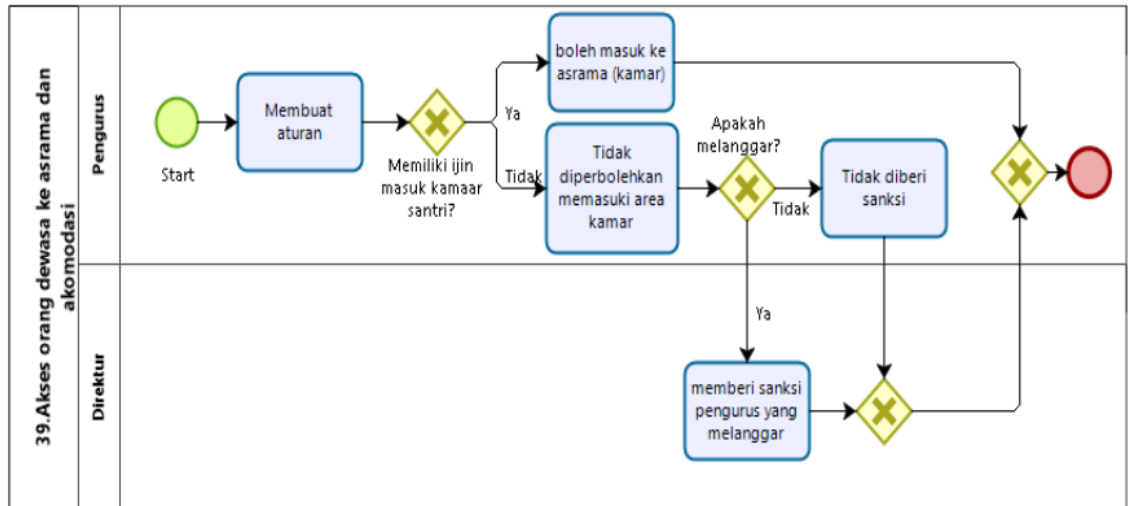 39.Akses orang dewasa ke asrama dan
akomodasi
Pengurus
Start
Membuat
aturan
Memiliki ijin
masuk kamaar
santri?
Ya
boleh masuk ke
asrama (kamar)
Tidak
Tidak
diperbolehkan
memasuki area
kamar
Apakah
melanggar?
Tidak
Tidak diberi
sanksi
Direktur
Ya
memberi sanksi
pengurus yang
melanggar